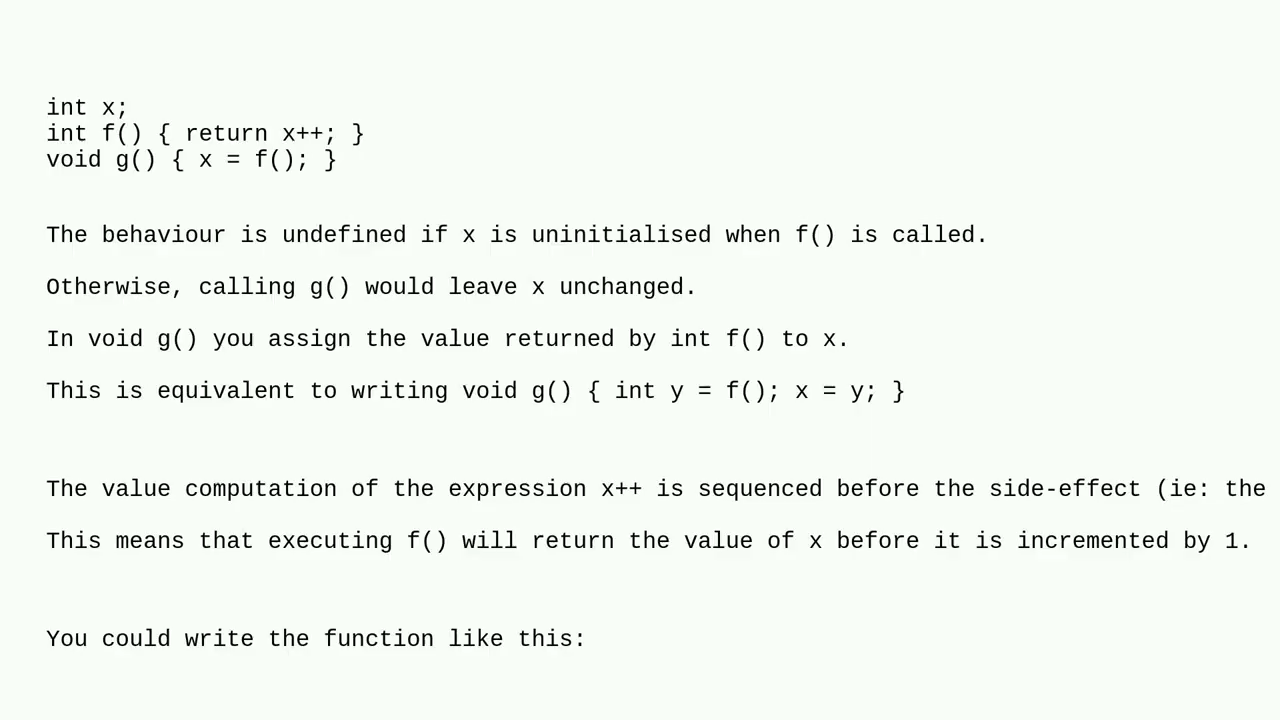 int x;
int f() { return x++; }
void g() { x = f(); }
The behaviour is undefined if x is uninitialised when f() is called.
Otherwise, calling g() would leave x unchanged.
In void g() you assign the value returned by int f() to x.
This is equivalent to writing void g() { int y = f(); x = y; }
The value computation of the expression x++ is sequenced before the side-effect (ie: the
This means that executing f() will return the value of x before it is incremented by 1.
You could write the function like this: